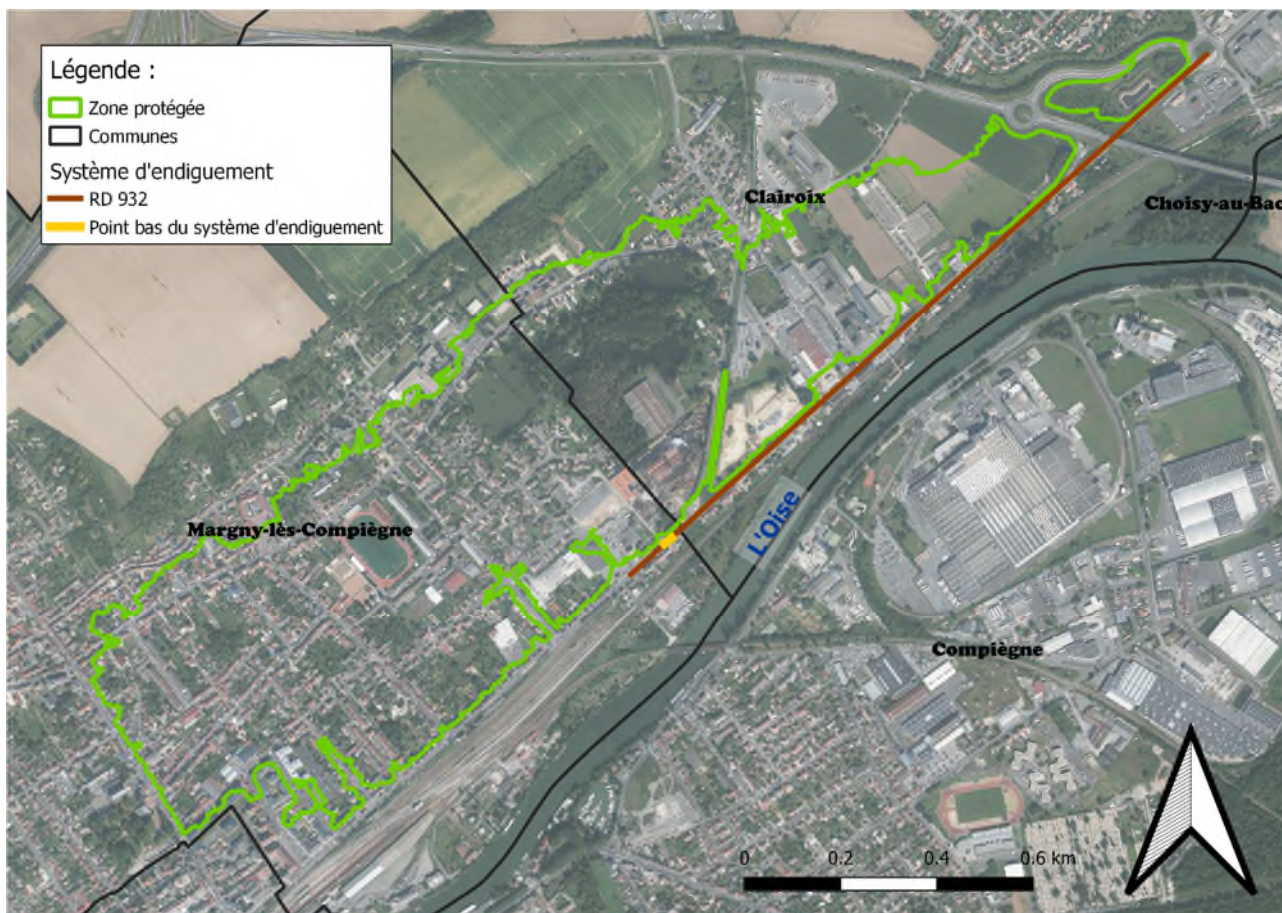 Légende :
Zone protégée
Communes
Système d'endiguement
RD 932
Point bas du système d'endiguement
Clairoix
Choisy-au-Bac
Margny-lès-Compiègne
L'Oise
Compiègne
0 0.2 0.4 0.6 km